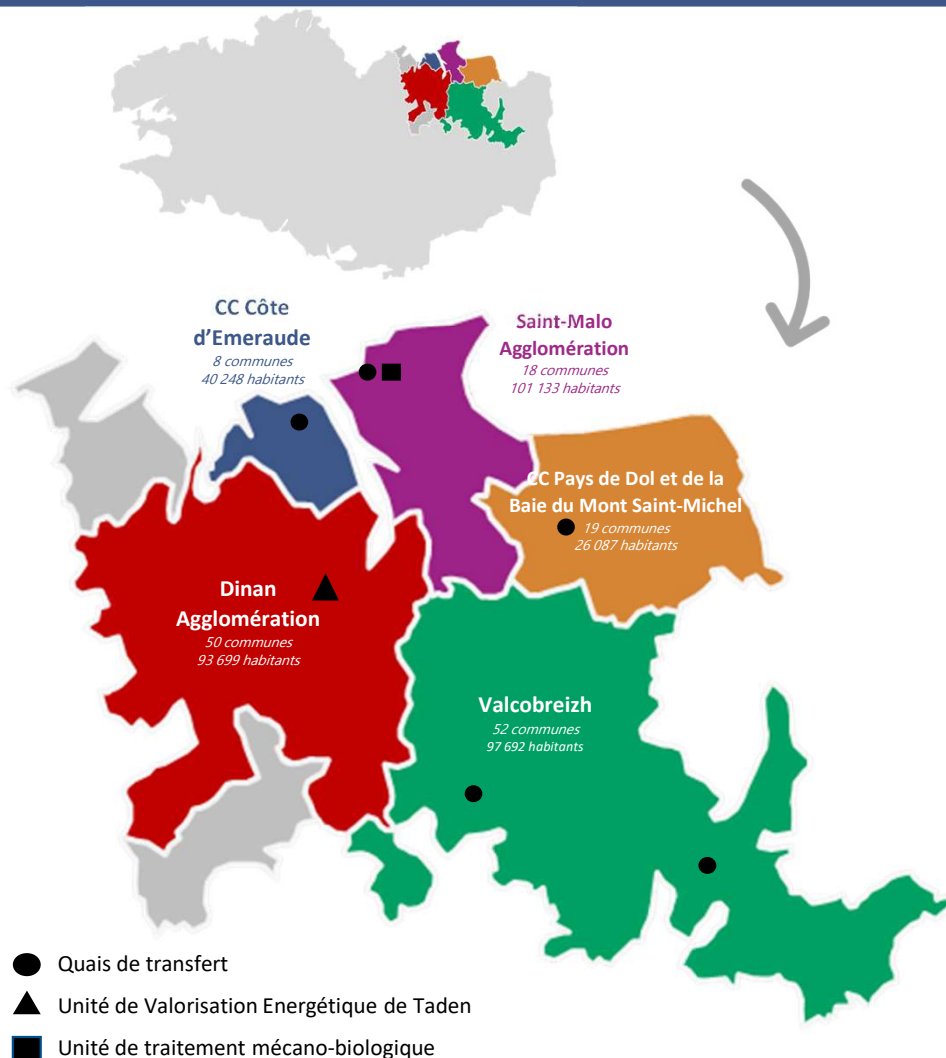 CC Côte
d’Emeraude
8 communes
40 248 habitants
Saint-Malo
Agglomération
18 communes
101 133 habitants
CC Pays de Dol et de la
Baie du Mont Saint-Michel
19 communes
26 087 habitants
Dinan
Agglomération
50 communes
93 699 habitants
Valcobreizh
52 communes
97 692 habitants
Quais de transfert
Unité de Valorisation Energétique de Taden
Unité de traitement mécano-biologique